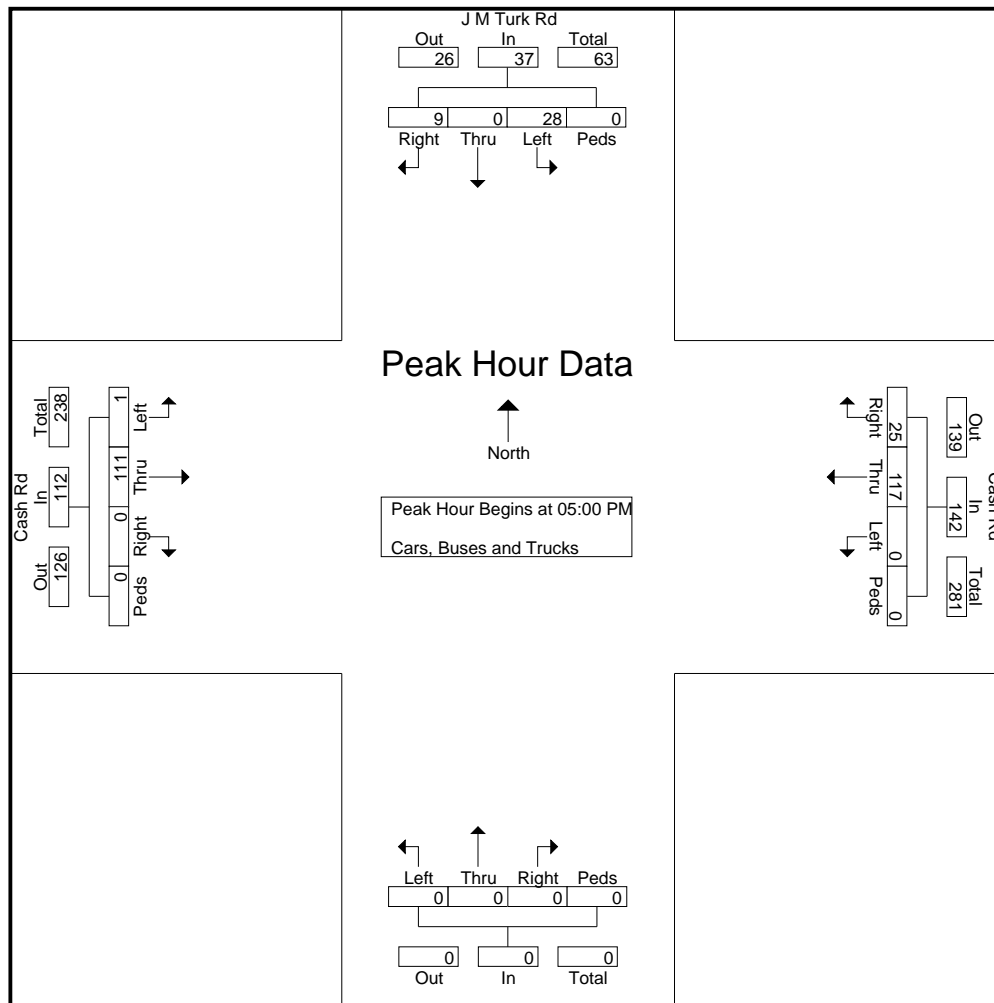 J M Turk Rd
Out In Total
26 37 63
9 0 28 0
Right Thru Left Peds
Peak Hour Data
North
Peak Hour Begins at 05:00 PM
Cars, Buses and Trucks
Cash Rd
Total In Out
238 112 126
1 111 0 0
Left Thru Right Peds
Cash Rd
Out In Total
139 142 281
25 117 0 0
Right Thru Left Peds
Left Thru Right Peds
0 0 0 0
0 0 0
Out In Total